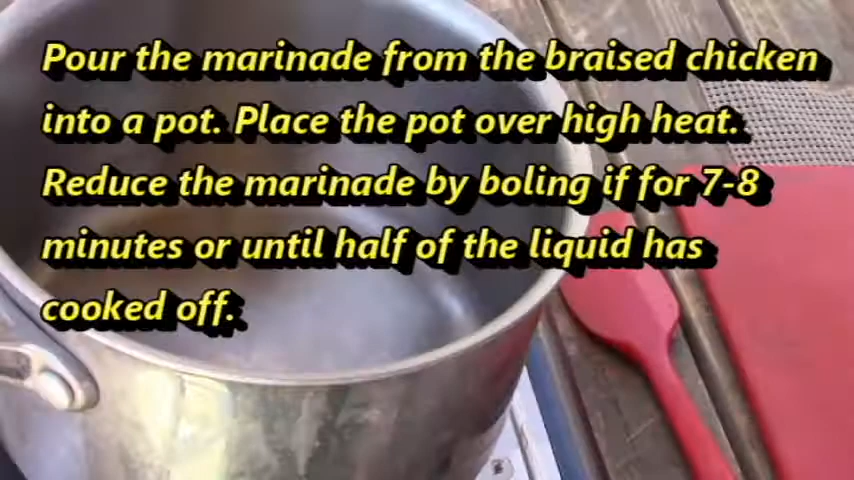 Pour the marinade from the braised chicken
into a pot. Place the pot over high heat.
Reduce the marinade by boling if for 7-8
minutes or until half of the liquid has
cooked off.